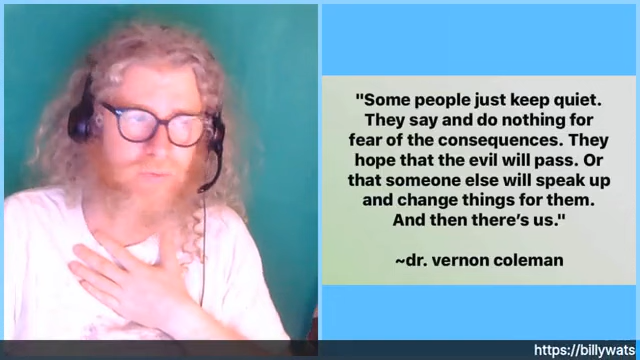 "Some people just keep quiet.
They say and do nothing for
fear of the consequences. They
hope that the evil will pass. Or
that someone else will speak up
and change things for them.
And then there's us."
~dr. vernon coleman
https://billywats